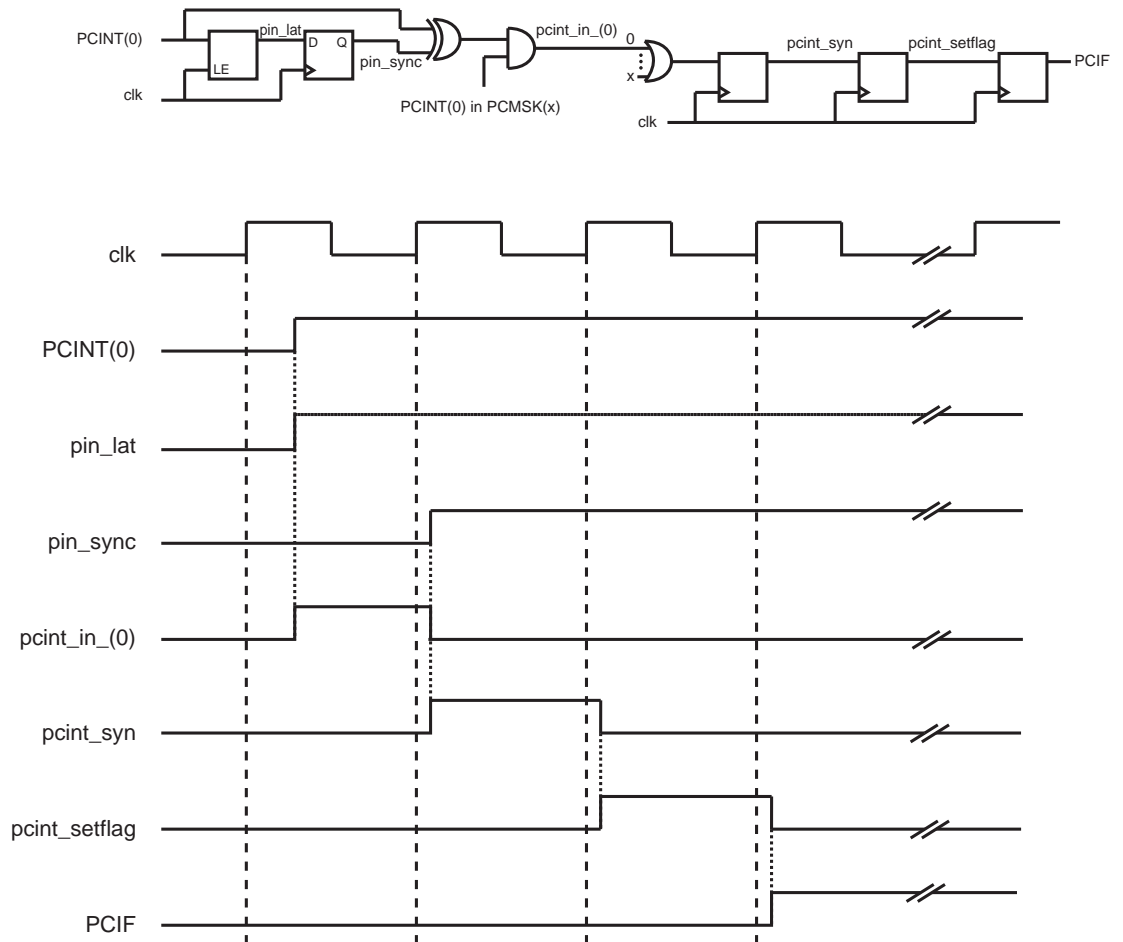 PCINT(0)
pin_lat
D Q
LE
pin_sync
clk
pcint_in_(0)
PCINT(0) in PCMSK(x)
0
x
pcint_syn
pcint_setflag
PCIF
clk
clk
PCINT(0)
pin_lat
pin_sync
pcint_in_(0)
pcint_syn
pcint_setflag
PCIF